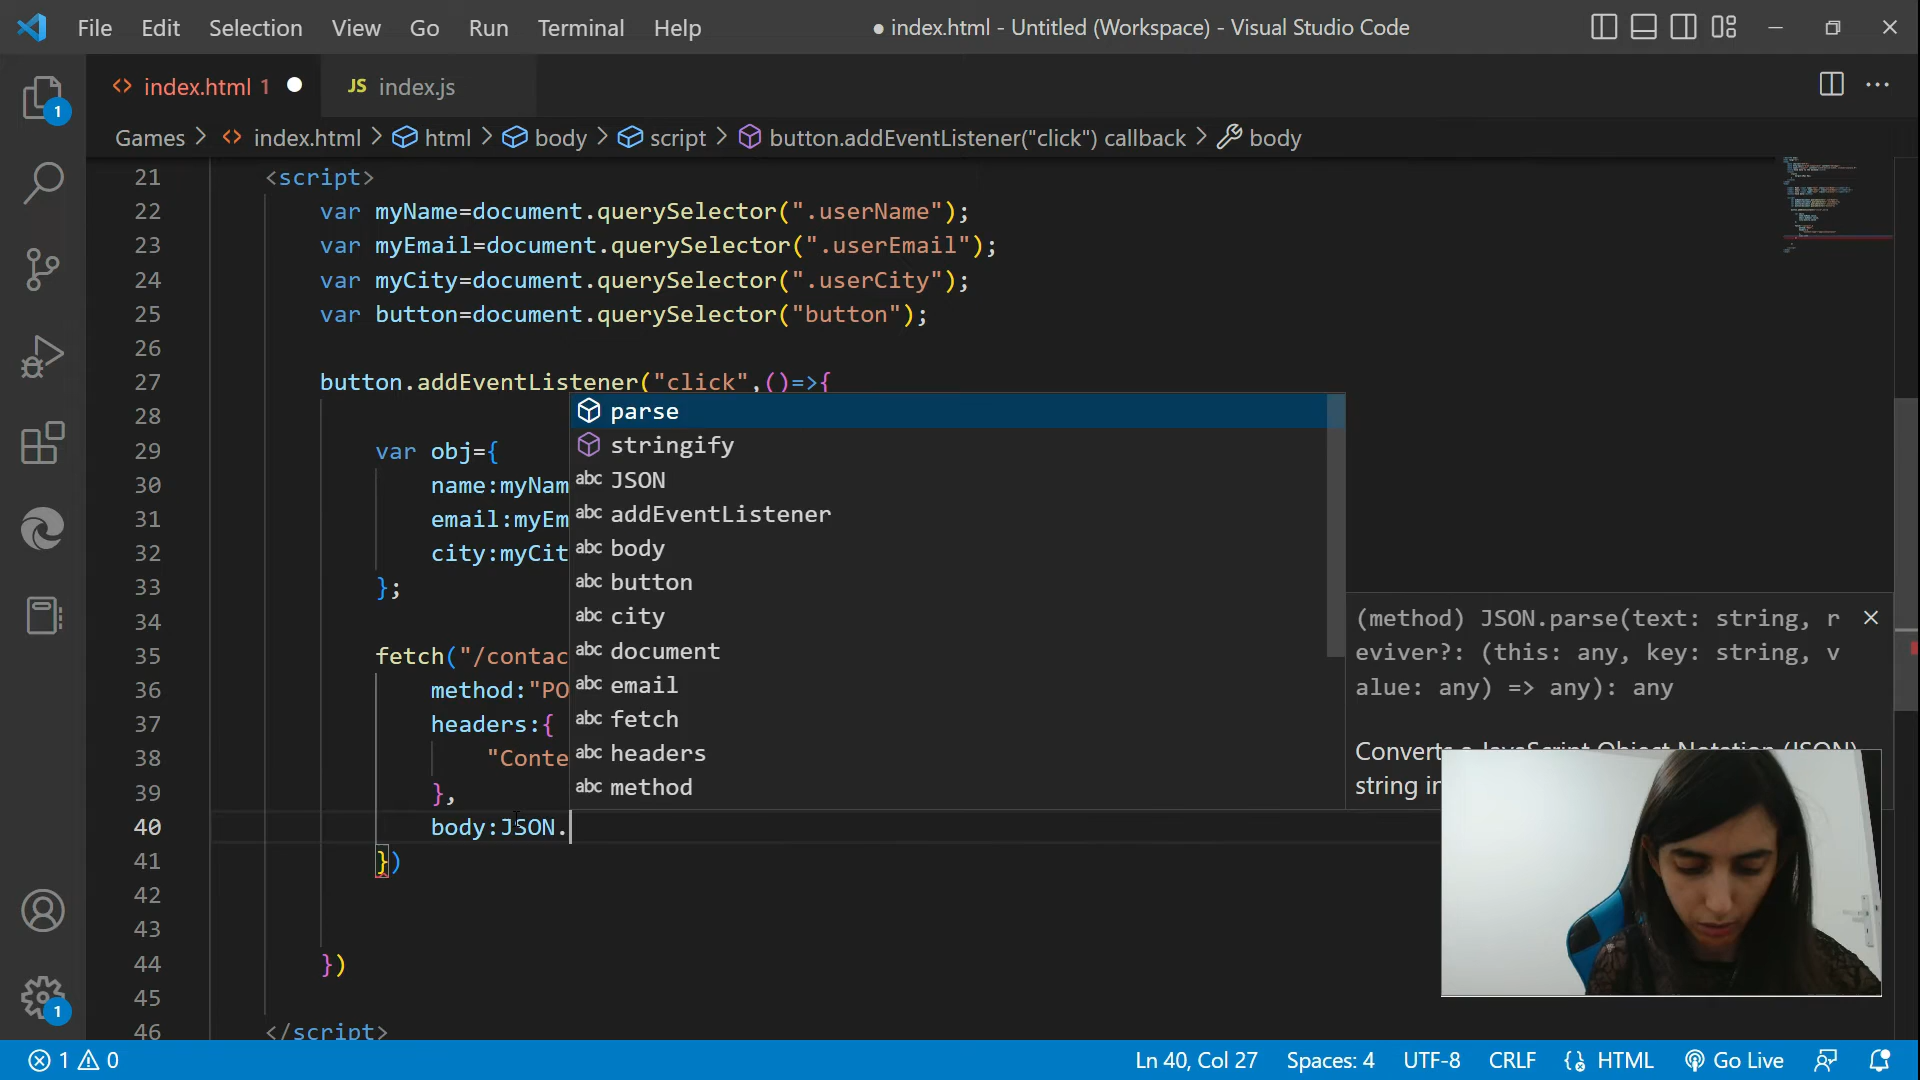 File Edit Selection View Go Run Terminal Help ● index.html - Untitled (Workspace) - Visual Studio Code
index.html 1 JS index.js
Games > index.html > html > body > script > button.addEventListener("click") callback > body
21 <script>
22 var myName=document.querySelector(".userName");
23 var myEmail=document.querySelector(".userEmail");
24 var myCity=document.querySelector(".userCity");
25 var button=document.querySelector("button");
26
27 button.addEventListener("click",()=>{
28
29 var obj={
30 name:myNam
31 email:myEm
32 city:myCit
33 };
34
35 fetch("/contac
36 method:"PO
37 headers:{
38 "Conte
39 },
40 body:JSON.
41 })
42
43
44 })
45
46 </script>
parse
stringify
abc JSON
abc addEventListener
abc body
abc button
abc city
abc document
abc email
abc fetch
abc headers
abc method
(method) JSON.parse(text: string, r
eviver?: (this: any, key: string, v
alue: any) => any): any
Converts a JavaScript Object Notation (JSON)
string in
1
1
1 0 Ln 40, Col 27 Spaces: 4 UTF-8 CRLF HTML Go Live